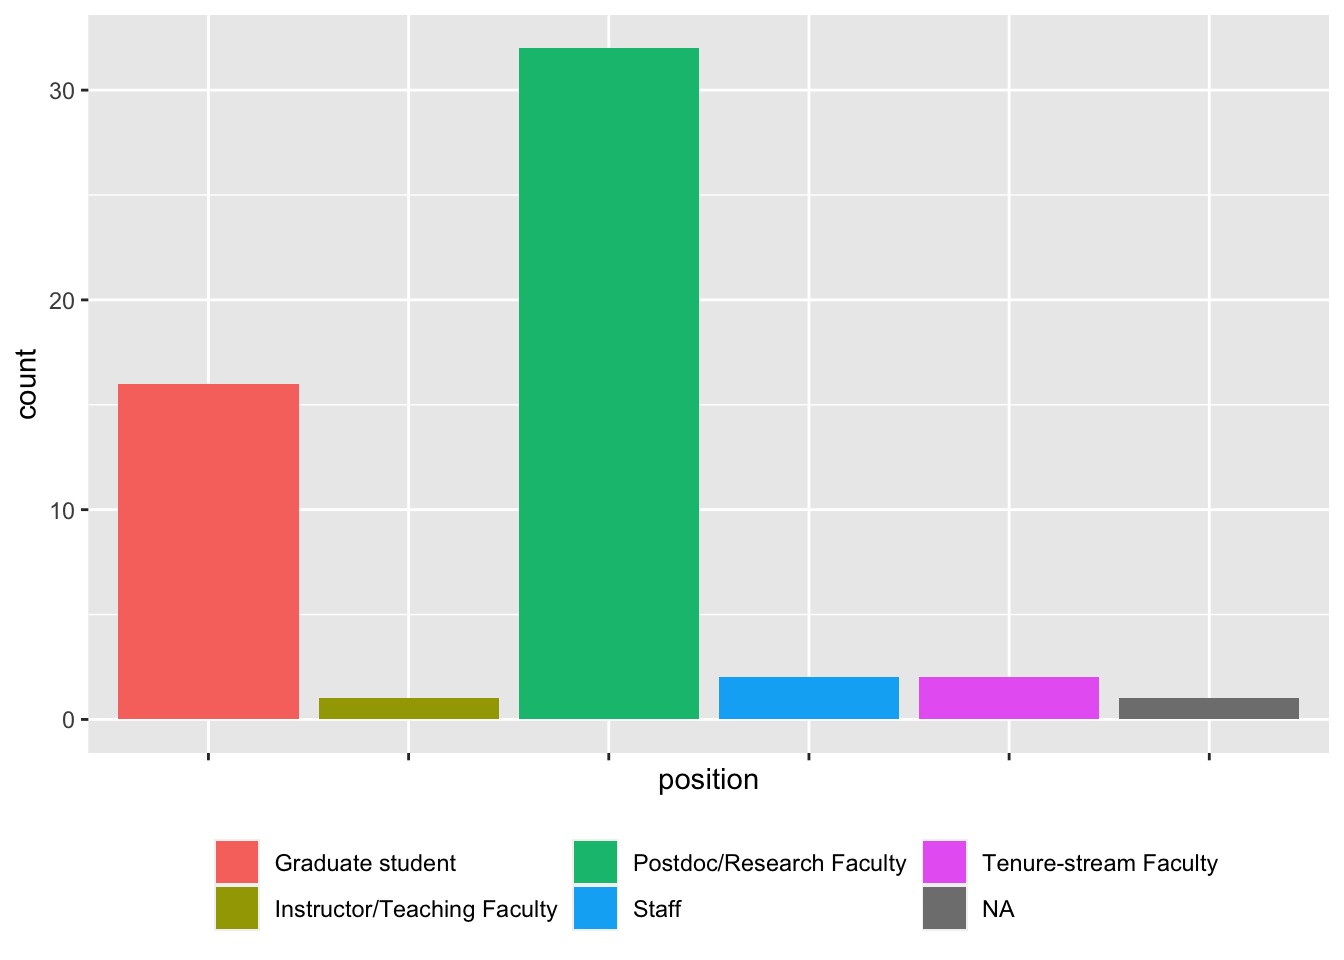 30
20
10
0
count
position
Graduate student
Postdoc/Research Faculty
Tenure-stream Faculty
Instructor/Teaching Faculty
Staff
NA